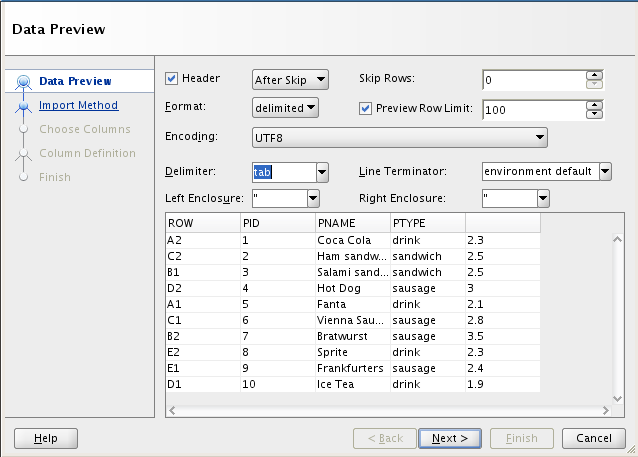 Data Preview
Data Preview
Import Method
Choose Columns
Column Definition
Finish
Header After Skip Skip Rows: 0
Format: delimited Preview Row Limit: 100
Encoding: UTF8
Delimiter: tab Line Terminator: environment default
Left Enclosure: " Right Enclosure: "
ROW PID PNAME PTYPE
A2 1 Coca Cola drink 2.3
C2 2 Ham sandw... sandwich 2.5
B1 3 Salami sand... sandwich 2.5
D2 4 Hot Dog sausage 3
A1 5 Fanta drink 2.1
C1 6 Vienna Sau... sausage 2.8
B2 7 Bratwurst sausage 3.5
E2 8 Sprite drink 2.3
E1 9 Frankfurters sausage 2.4
D1 10 Ice Tea drink 1.9
Help < Back Next > Finish Cancel